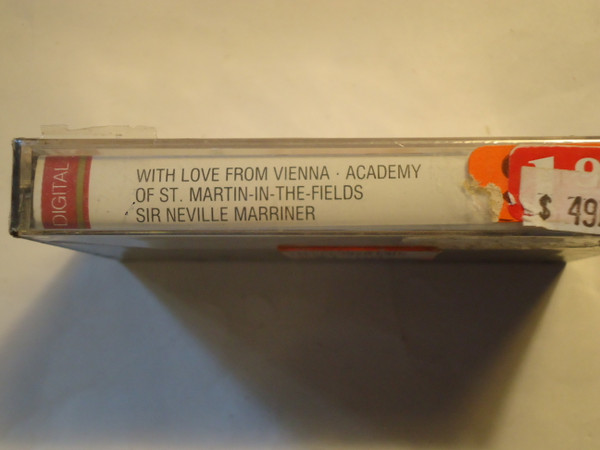 DIGITAL
WITH LOVE FROM VIENNA · ACADEMY
OF ST. MARTIN-IN-THE-FIELDS
SIR NEVILLE MARRINER
$ 49